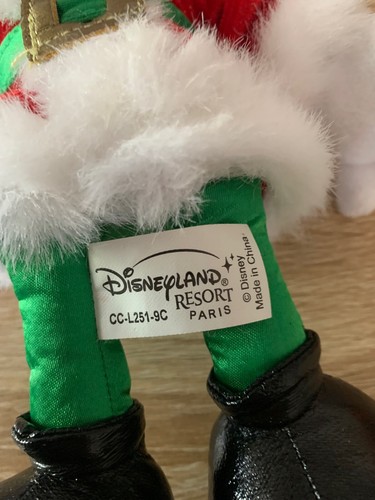 DISNEYLAND®
RESORT
PARIS
CC-L251-9C
© Disney
Made in China.